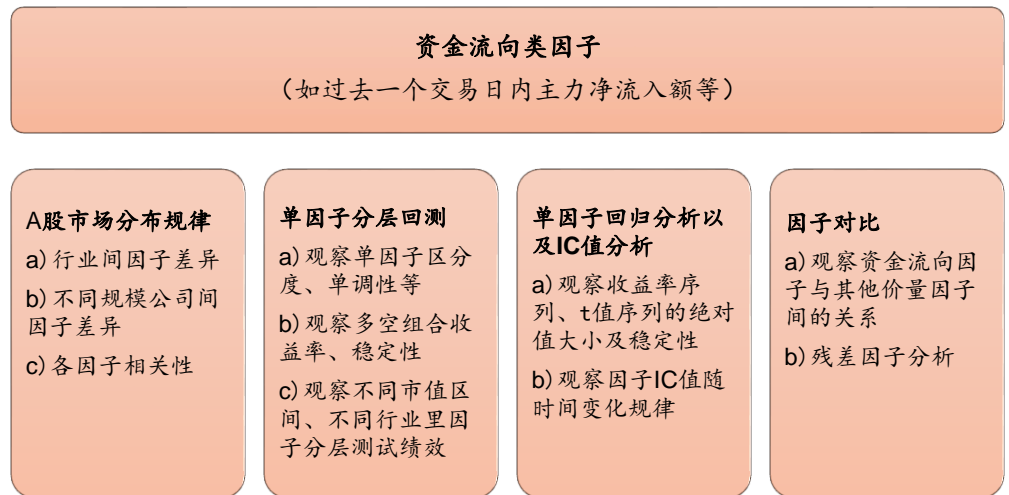 资金流向类因子
（如过去一个交易日内主力净流入额等）
A股市场分布规律
a)行业间因子差异
b)不同规模公司间
因子差异
c)各因子相关性
单因子分层回测
a)观察单因子区分
度、单调性等
b)观察多空组合收
益率、稳定性
c)观察不同市值区
间、不同行业里因
子分层测试绩效
单因子回归分析以
及IC值分析
a)观察收益率序
列、t值序列的绝对
值大小及稳定性
b)观察因子IC值随
时间变化规律
因子对比
a)观察资金流向因
子与其他价量因子
间的关系
b)残差因子分析